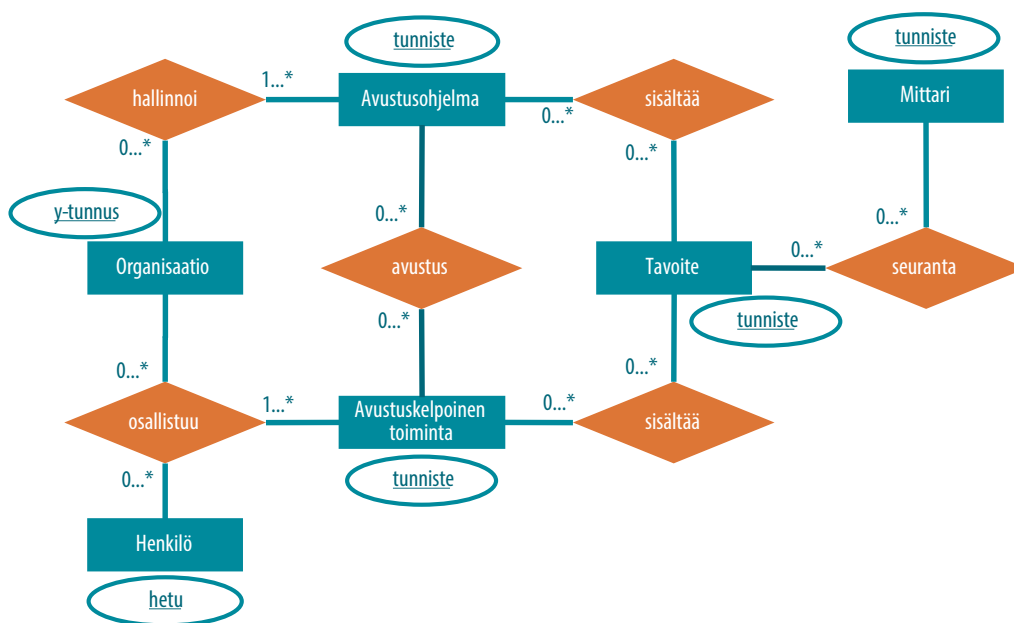 tunniste
tunniste
hallinnoi
1...*
Avustusohjelma
0...*
sisältää
Mittari
0...*
0...*
y-tunnus
0...*
0...*
Organisaatio
avustus
Tavoite
0...*
seuranta
0...*
tunniste
0...*
0...*
osallistuu
1...*
Avustuskelpoinen
toiminta
0...*
sisältää
0...*
tunniste
Henkilö
hetu